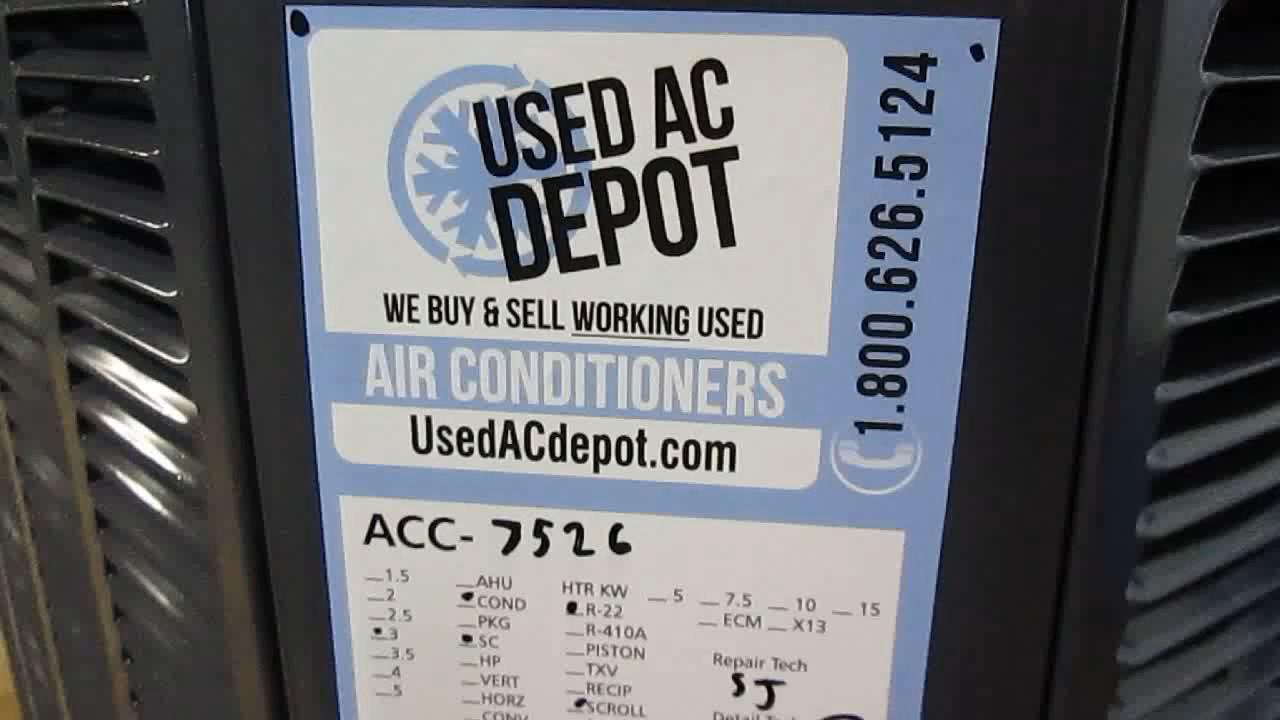 USED AC
DEPOT
WE BUY & SELL WORKING USED
AIR CONDITIONERS
UsedACdepot.com
1.800.626.5124
ACC- 7526
1.5
2
2.5
3
3.5
4
5
AHU
COND
PKG
SC
HP
VERT
HORZ
CONV
HTR KW 5 7.5 10 15
R-22
R-410A
PISTON
TXV
RECIP
SCROLL
ECM X13
Repair Tech
SJ
Detail